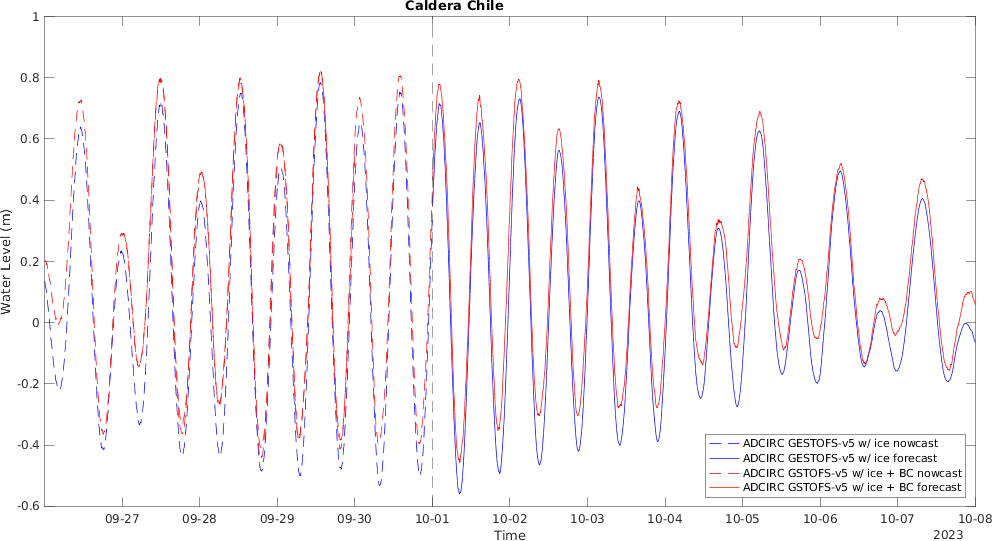 Caldera Chile
1
0.8
0.6
0.4
0.2
0
-0.2
-0.4
-0.6
Water Level (m)
09-27 09-28 09-29 09-30 10-01 10-02 10-03 10-04 10-05 10-06 10-07 10-08
Time
2023
ADCIRC GESTOFS-v5 w/ ice nowcast
ADCIRC GESTOFS-v5 w/ ice forecast
ADCIRC GSTOFS-v5 w/ ice + BC nowcast
ADCIRC GSTOFS-v5 w/ ice + BC forecast